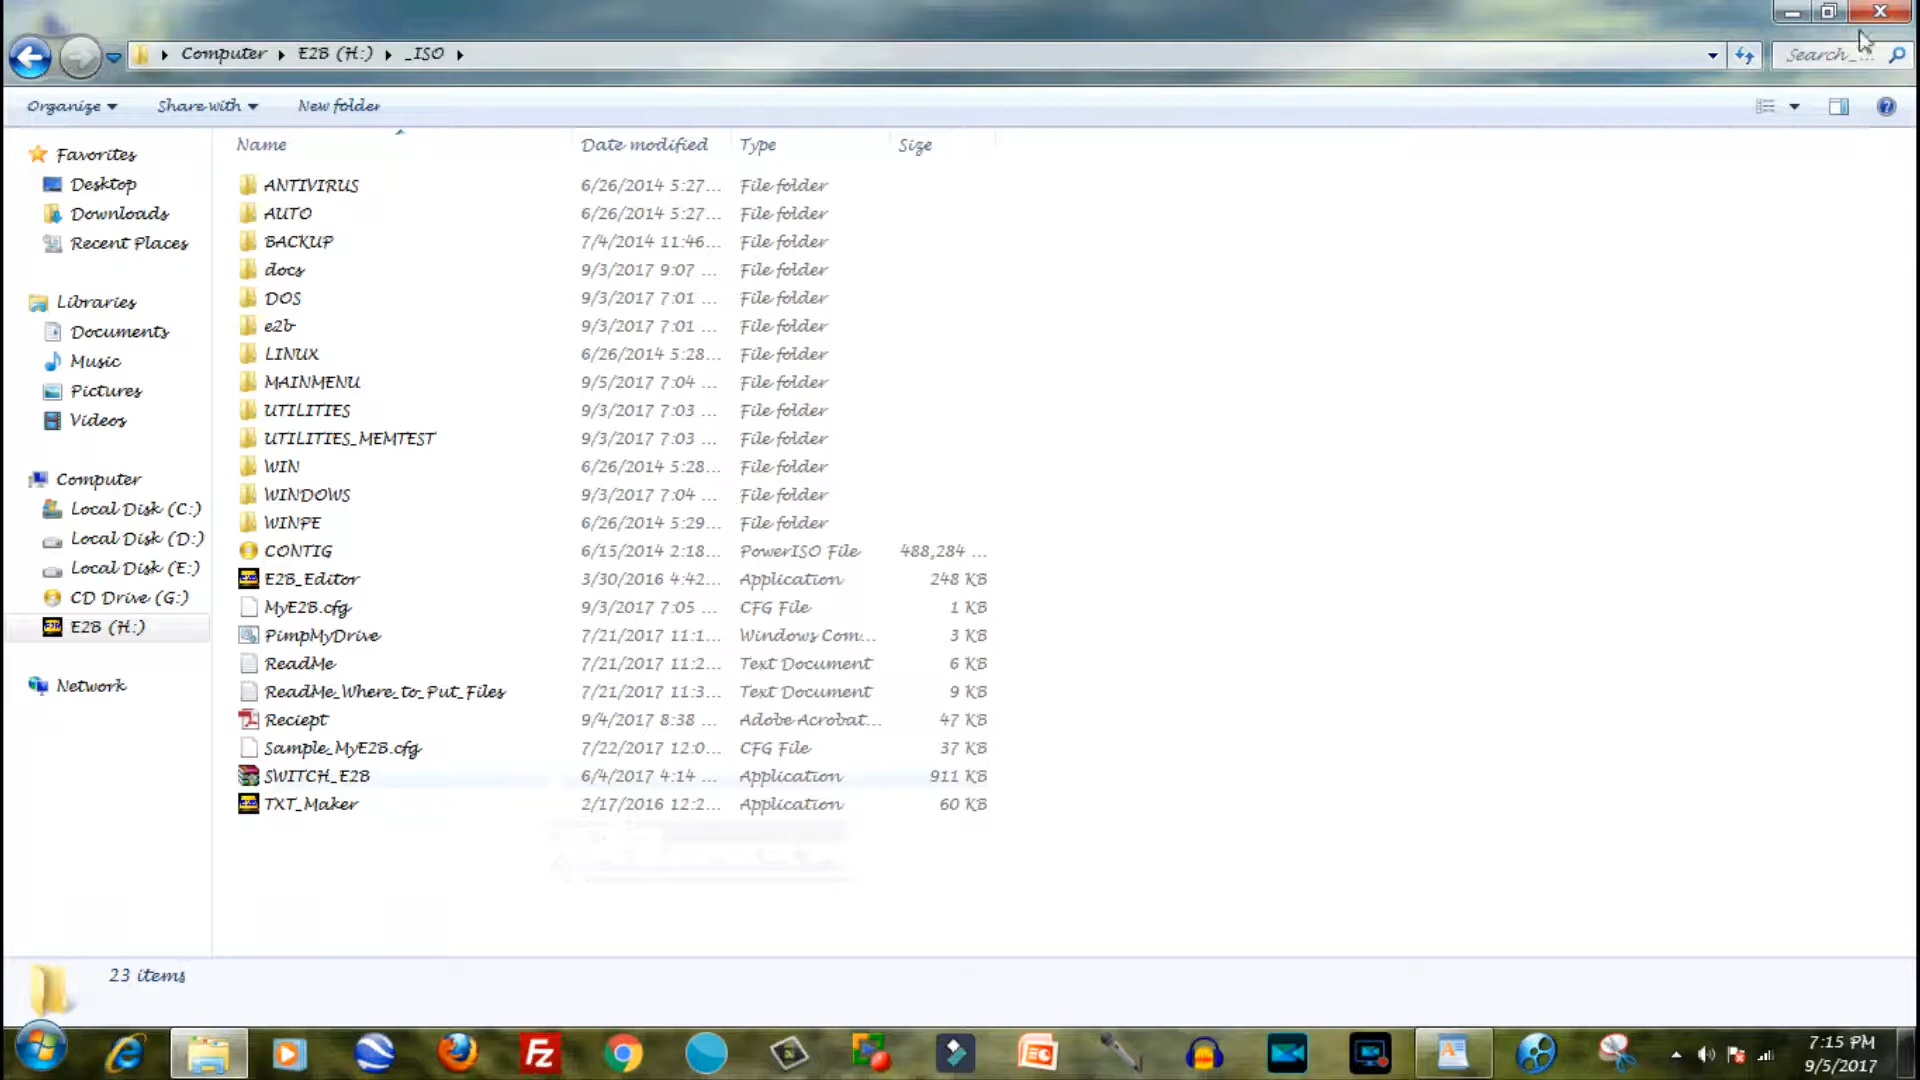 Computer E2B (H:) _ISO
Search_...
Organize Share with New folder
Name Date modified Type Size
Favorites
Desktop
Downloads
Recent Places
Libraries
Documents
Music
Pictures
Videos
Computer
Local Disk (C:)
Local Disk (D:)
Local Disk (E:)
CD Drive (G:)
E2B (H:)
Network
ANTIVIRUS 6/26/2014 5:27... File folder
AUTO 6/26/2014 5:27... File folder
BACKUP 7/4/2014 11:46... File folder
docs 9/3/2017 9:07 ... File folder
DOS 9/3/2017 7:01 ... File folder
e2b 9/3/2017 7:01 ... File folder
LINUX 6/26/2014 5:28... File folder
MAINMENU 9/5/2017 7:04 ... File folder
UTILITIES 9/3/2017 7:03 ... File folder
UTILITIES_MEMTEST 9/3/2017 7:03 ... File folder
WIN 6/26/2014 5:28... File folder
WINDOWS 9/3/2017 7:04 ... File folder
WINPE 6/26/2014 5:29... File folder
CONTIG 6/15/2014 2:18... PowerISO File 488,284 ...
E2B_Editor 3/30/2016 4:42... Application 248 KB
MyE2B.cfg 9/3/2017 7:05 ... CFG File 1 KB
PimpMyDrive 7/21/2017 11:1... Windows Com... 3 KB
ReadMe 7/21/2017 11:2... Text Document 6 KB
ReadMe_Where_to_Put_Files 7/21/2017 11:3... Text Document 9 KB
Reciept 9/4/2017 8:38 ... Adobe Acrobat... 47 KB
Sample_MyE2B.cfg 7/22/2017 12:0... CFG File 37 KB
SWITCH_E2B 6/4/2017 4:14 ... Application 911 KB
TXT_Maker 2/17/2016 12:2... Application 60 KB
23 items
7:15 PM
9/5/2017